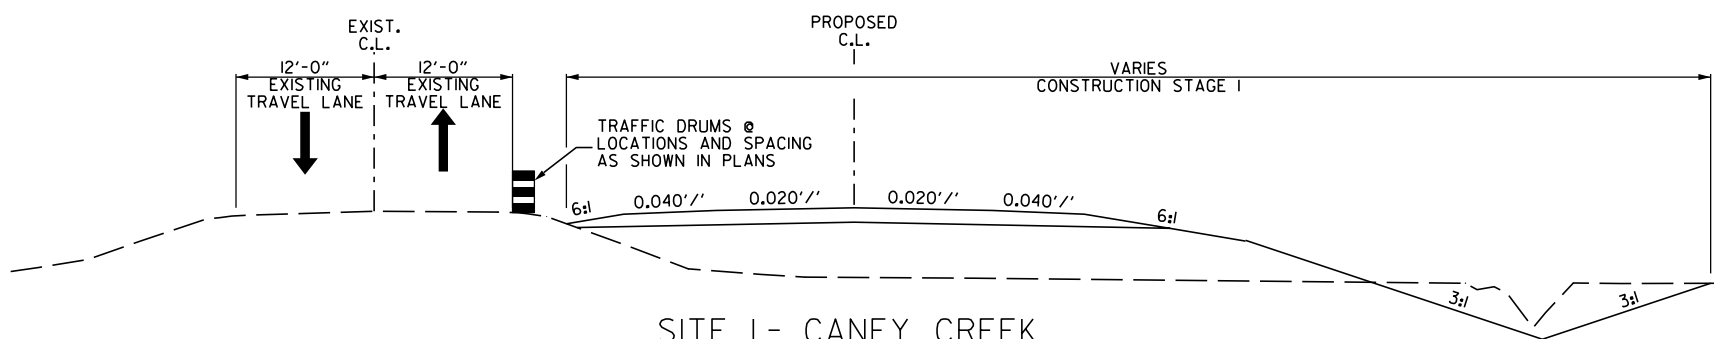 EXIST.
C.L.
PROPOSED
C.L.
12'-0"
EXISTING
TRAVEL LANE
12'-0"
EXISTING
TRAVEL LANE
VARIES
CONSTRUCTION STAGE 1
TRAFFIC DRUMS @
LOCATIONS AND SPACING
AS SHOWN IN PLANS
6:1
0.040'/'
0.020'/'
0.020'/'
0.040'/'
6:1
3:1
3:1
SITE 1- CANEY CREEK